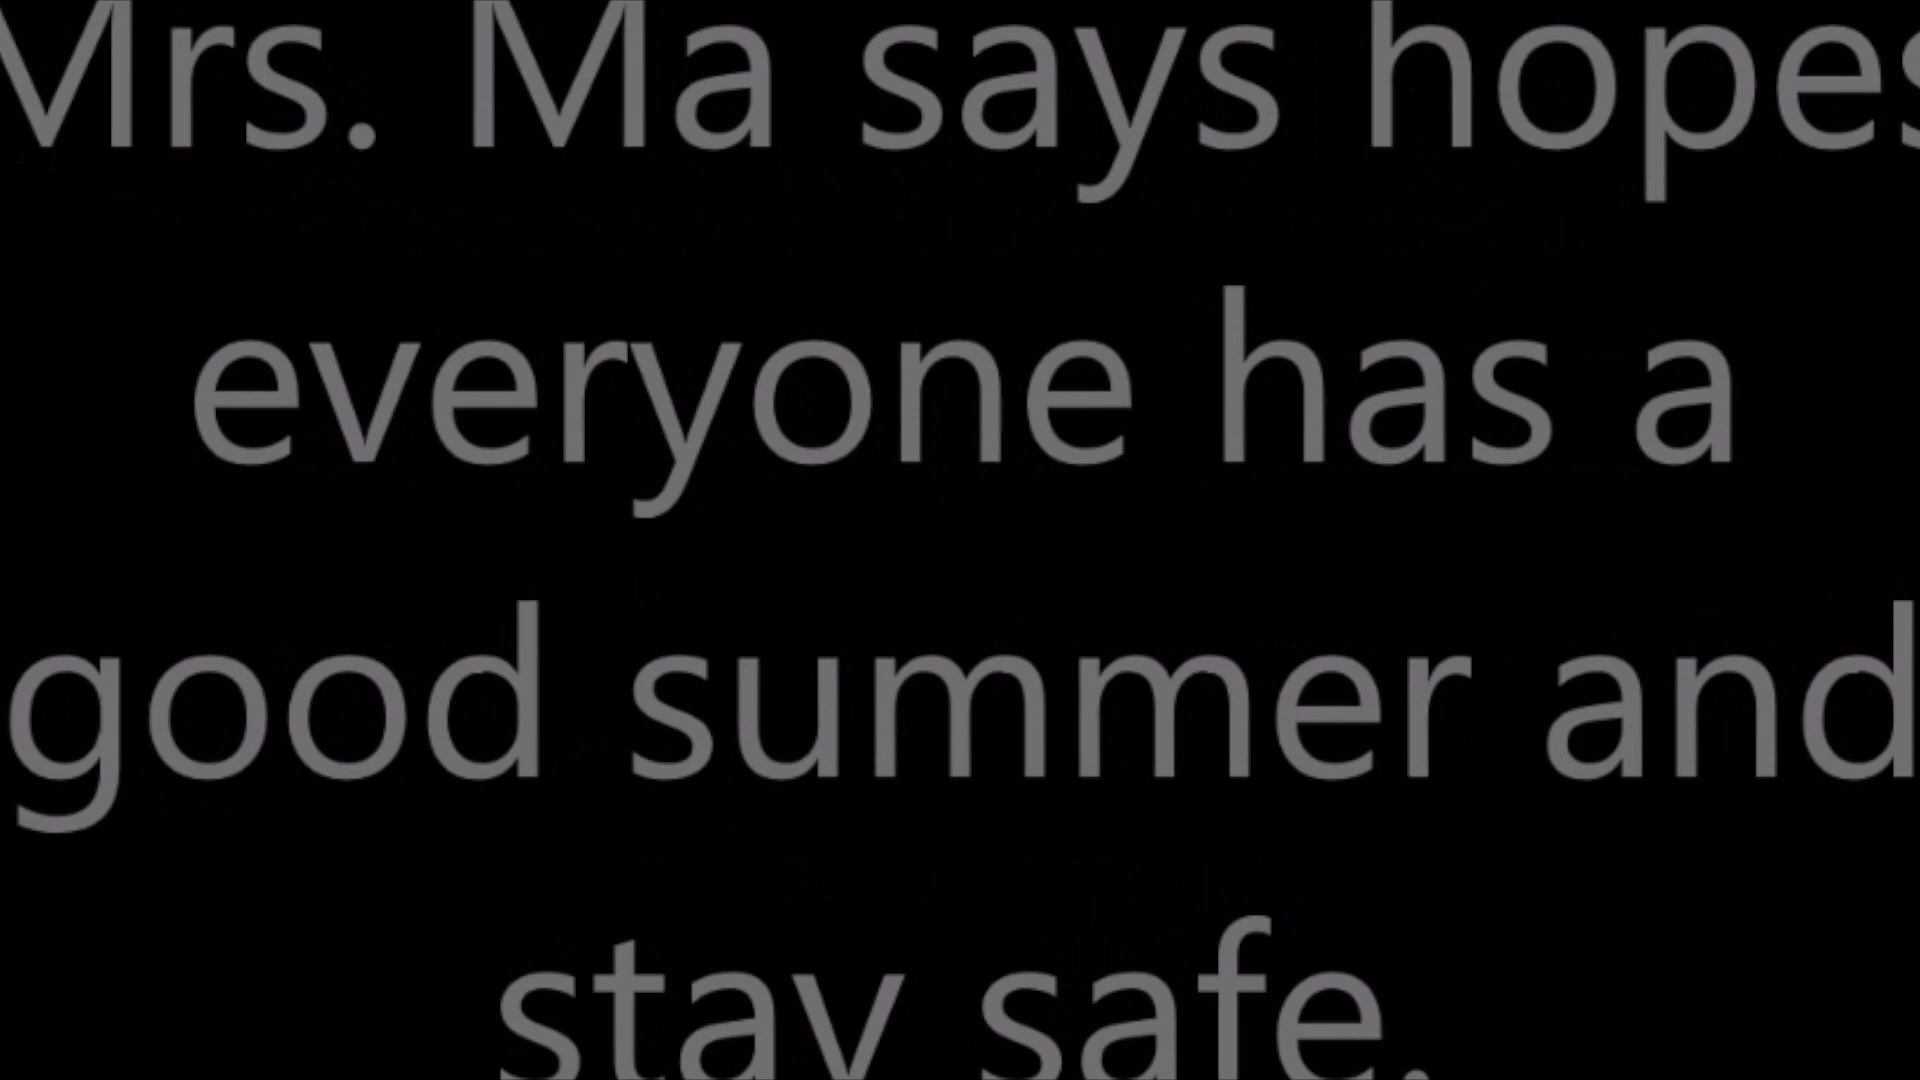 Mrs. Ma says hopes
everyone has a
good summer and
stay safe.